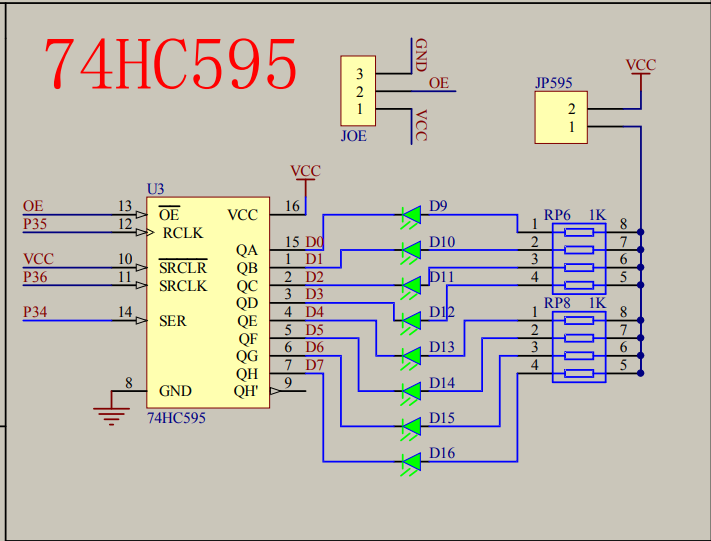 74HC595
GND
3
2
1
OE
VCC
JOE
VCC
JP595
2
1
U3
VCC
OE
13
OE
VCC
16
P35
12
RCLK
QA
15
D0
VCC
10
SRCLR
QB
1
D1
P36
11
SRCLK
QC
2
D2
QD
3
D3
P34
14
SER
QE
4
D4
QF
5
D5
QG
6
D6
QH
7
D7
8
GND
QH'
9
74HC595
D9
D10
D11
D12
D13
D14
D15
D16
RP6 1K
1 8
2 7
3 6
4 5
RP8 1K
1 8
2 7
3 6
4 5